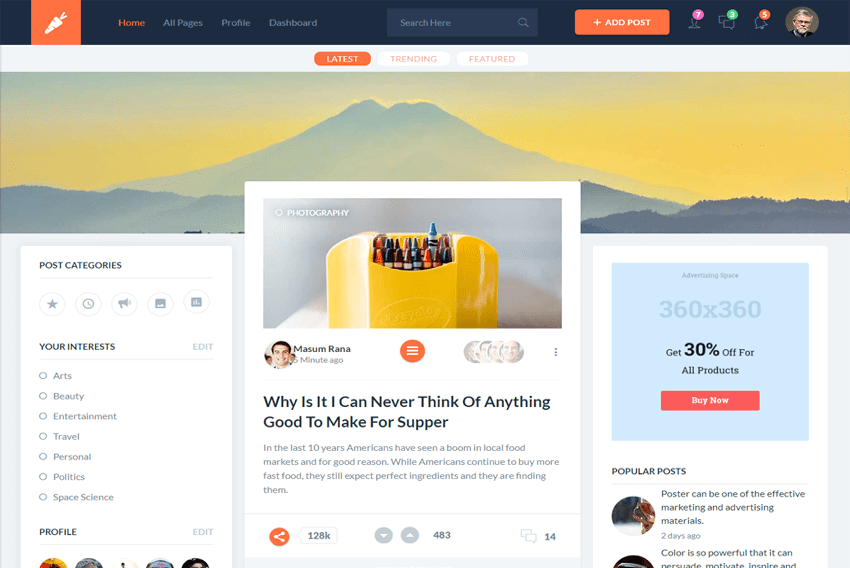 Home All Pages Profile Dashboard Search Here + ADD POST 7 3 5
LATEST TRENDING FEATURED
PHOTOGRAPHY
Masum Rana
5 Minute ago
Why Is It I Can Never Think Of Anything
Good To Make For Supper
In the last 10 years Americans have seen a boom in local food
markets and for good reason. While Americans continue to buy more
fast food, they still expect perfect ingredients and they are finding
them.
128k 483 14
POST CATEGORIES
YOUR INTERESTS EDIT
Arts
Beauty
Entertainment
Travel
Personal
Politics
Space Science
PROFILE EDIT
Advertising Space
360x360
Get 30% Off For
All Products
Buy Now
POPULAR POSTS
Poster can be one of the effective
marketing and advertising
materials.
2 days ago
Color is so powerful that it can
persuade, motivate, inspire and